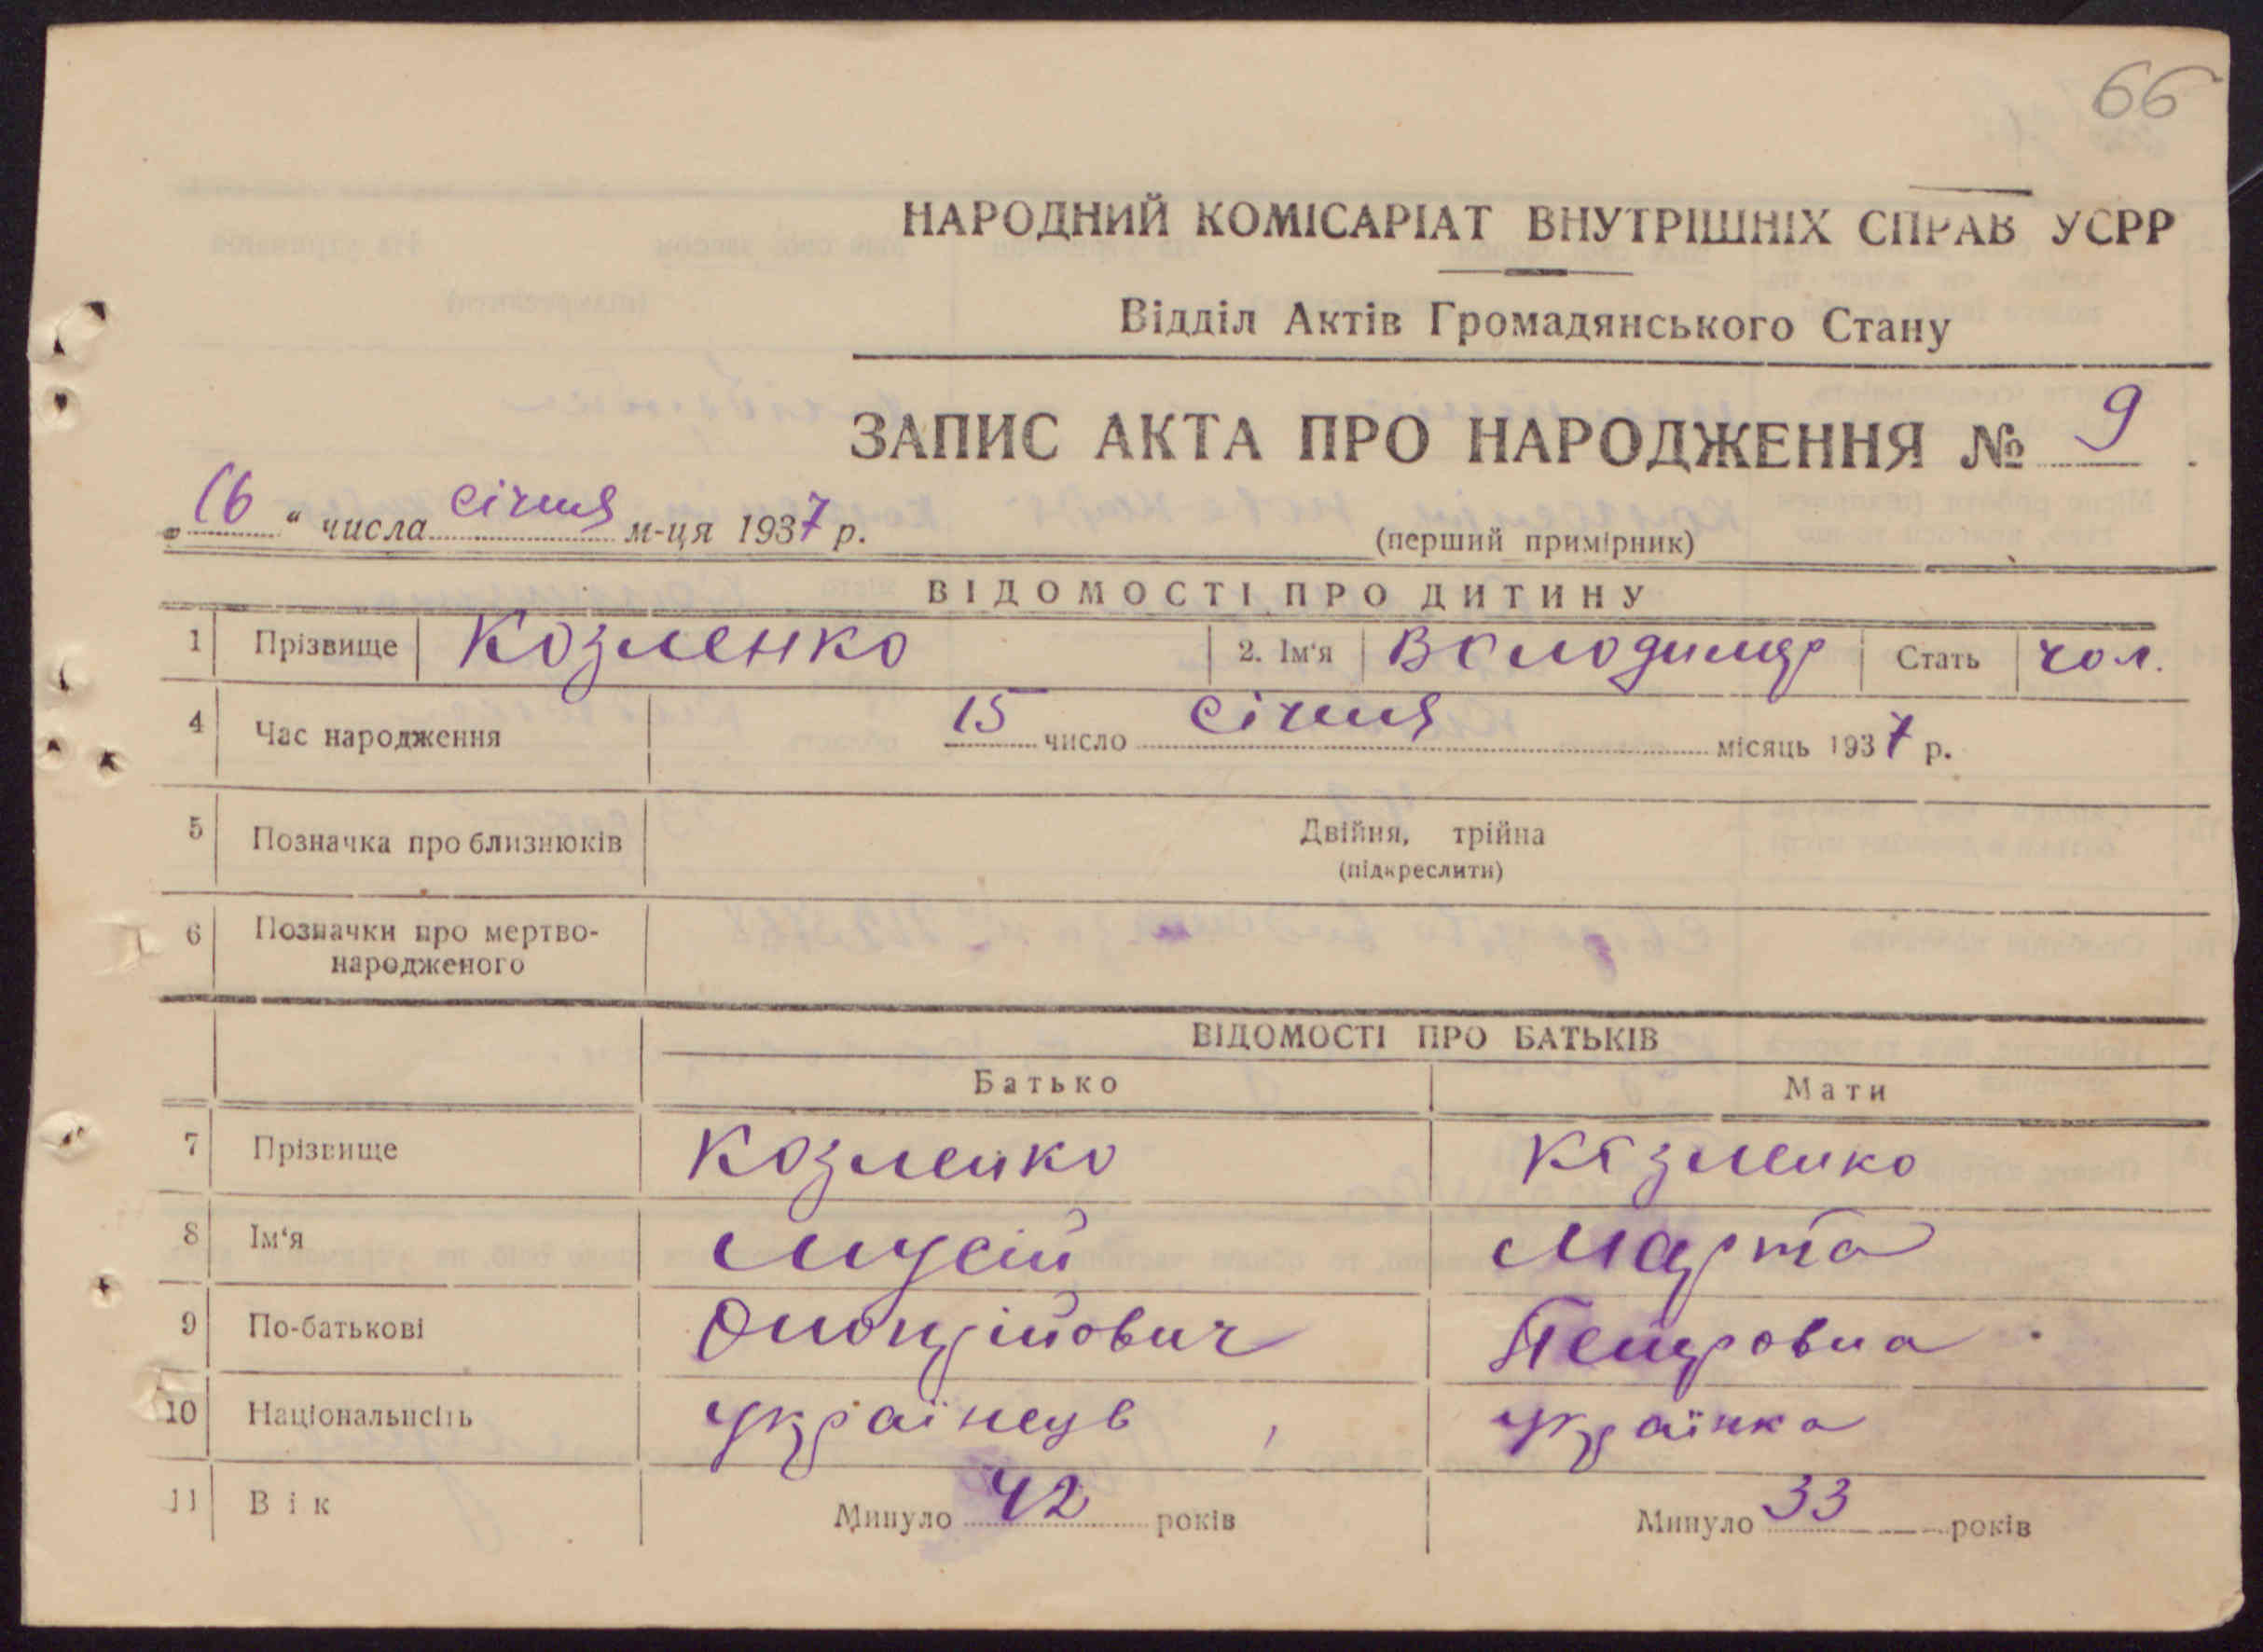 66
НАРОДНИЙ КОМІСАРІАТ ВНУТРІШНІХ СПРАВ УСРР
Відділ Актів Громадянського Стану
ЗАПИС АКТА ПРО НАРОДЖЕННЯ № 9
„16“ числа січня м-ця 1937 р.
(перший примірник)
ВІДОМОСТІ ПРО ДИТИНУ
1 Прізвище Козленко 2. Ім‘я Володимер Стать чол.
4 Час народження 15 число січня місяць 1937 р.
5 Позначка про близнюків Двійня, трійна
(підкреслити)
6 Позначки про мертво-
народженого
ВІДОМОСТІ ПРО БАТЬКІВ
Батько Мати
7 Прізвище Козленко Козленко
8 Ім‘я Мусій Марта
9 По-батькові Петровна
10 Національність українець українка
11 Вік Минуло 42 років Минуло 33 років